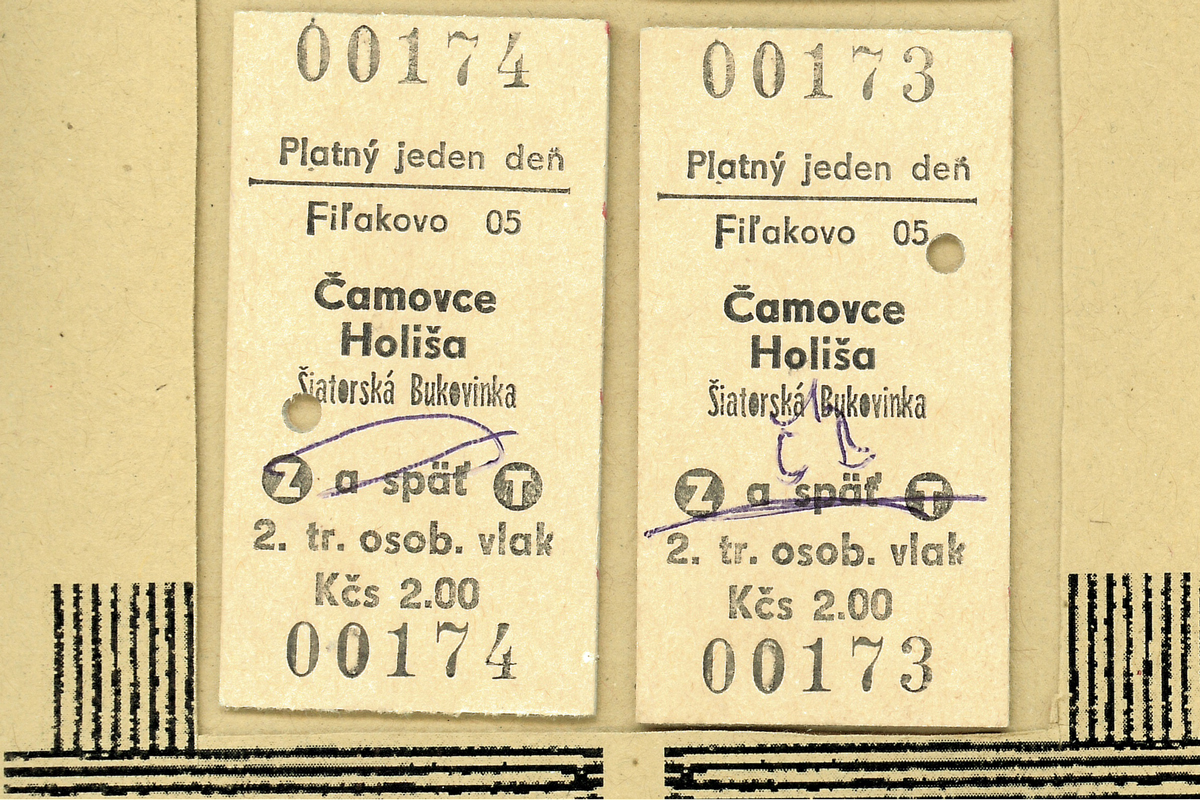 00174
Platný jeden deň
Fiľakovo 05
Čamovce
Holiša
Šiatorská Bukovinka
Z a späť T
2. tr. osob. vlak
Kčs 2.00
00174
00173
Platný jeden deň
Fiľakovo 05
Čamovce
Holiša
Šiatorská Bukovinka
Z a späť T
2. tr. osob. vlak
Kčs 2.00
00173